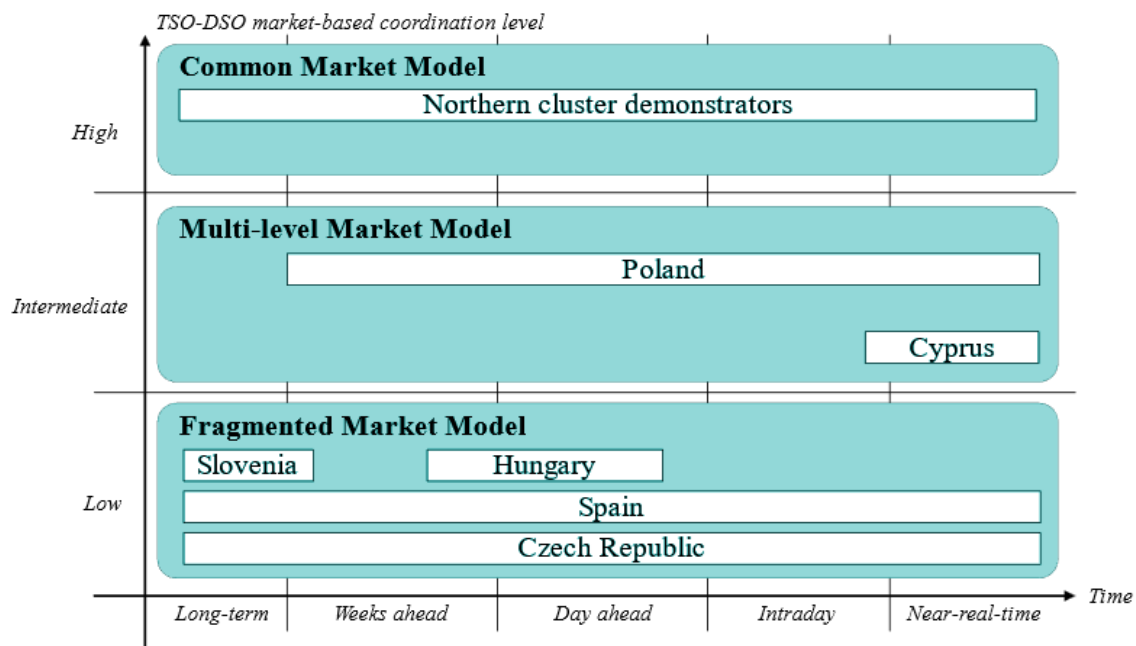 TSO-DSO market-based coordination level
Common Market Model
Northern cluster demonstrators
High
Multi-level Market Model
Poland
Intermediate
Cyprus
Fragmented Market Model
Slovenia
Hungary
Low
Spain
Czech Republic
Time
Long-term
Weeks ahead
Day ahead
Intraday
Near-real-time